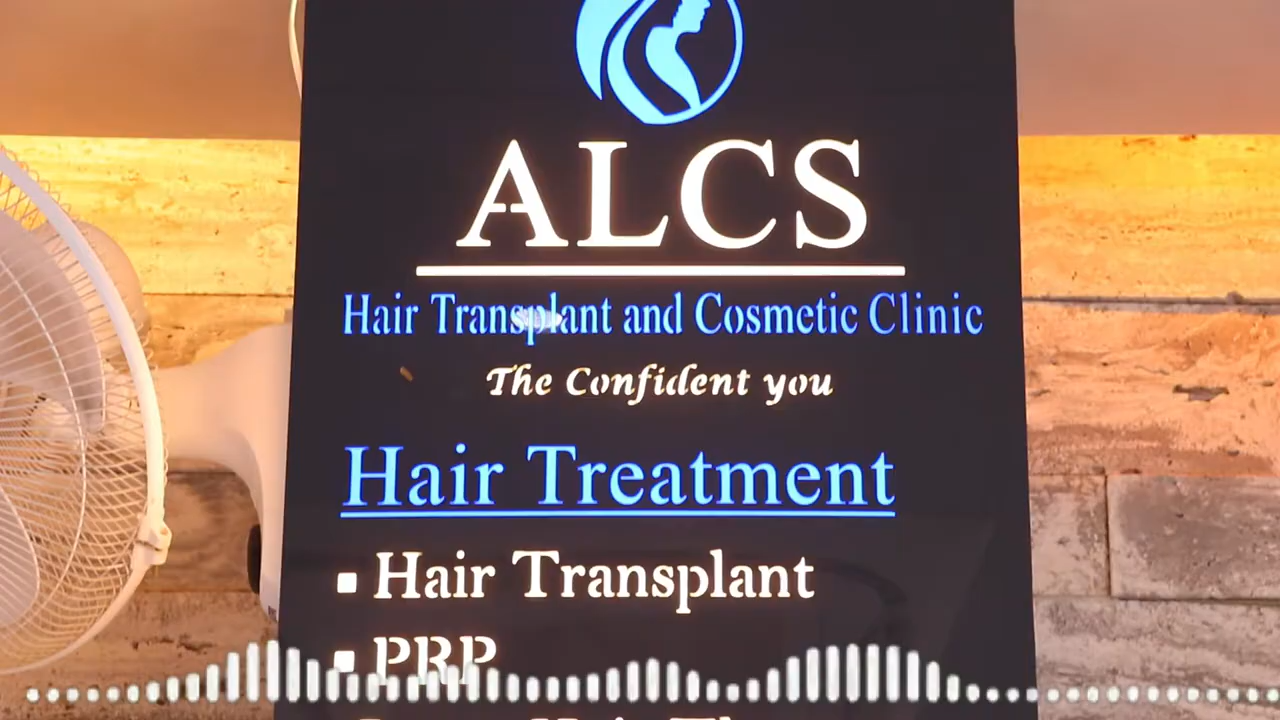 ALCS
Hair Transplant and Cosmetic Clinic
The Confident you
Hair Treatment
▪ Hair Transplant
▪ PRP